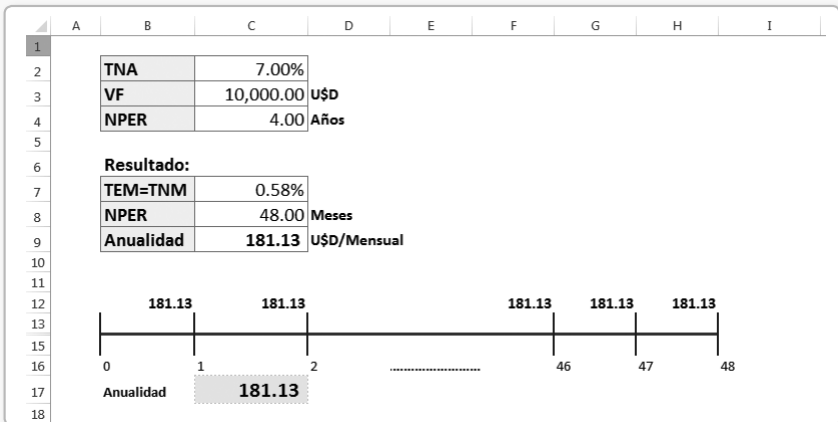 A B C D E F G H I
1
2 TNA 7.00%
3 VF 10,000.00 U$D
4 NPER 4.00 Años
5
6 Resultado:
7 TEM=TNM 0.58%
8 NPER 48.00 Meses
9 Anualidad 181.13 U$D/Mensual
10
11
12 181.13 181.13 181.13 181.13 181.13
13
15
16 0 1 2 ........................ 46 47 48
17 Anualidad 181.13
18